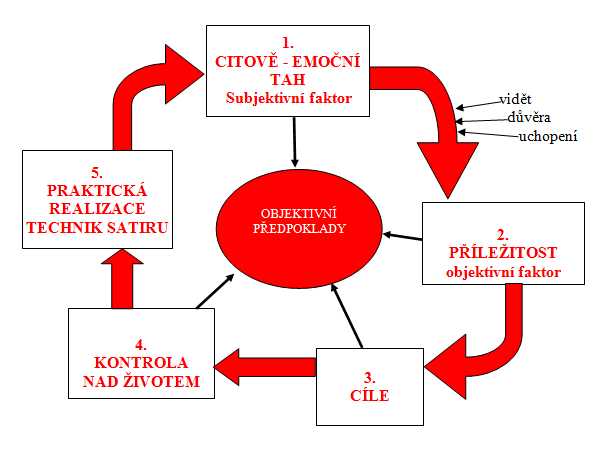 1.
CITOVĚ - EMOČNÍ
TAH
Subjektivní faktor
vidět
důvěra
uchopení
2.
PŘÍLEŽITOST
objektivní faktor
3.
CÍLE
4.
KONTROLA
NAD ŽIVOTEM
5.
PRAKTICKÁ
REALIZACE
TECHNIK SATIRU
OBJEKTIVNÍ
PŘEDPOKLADY